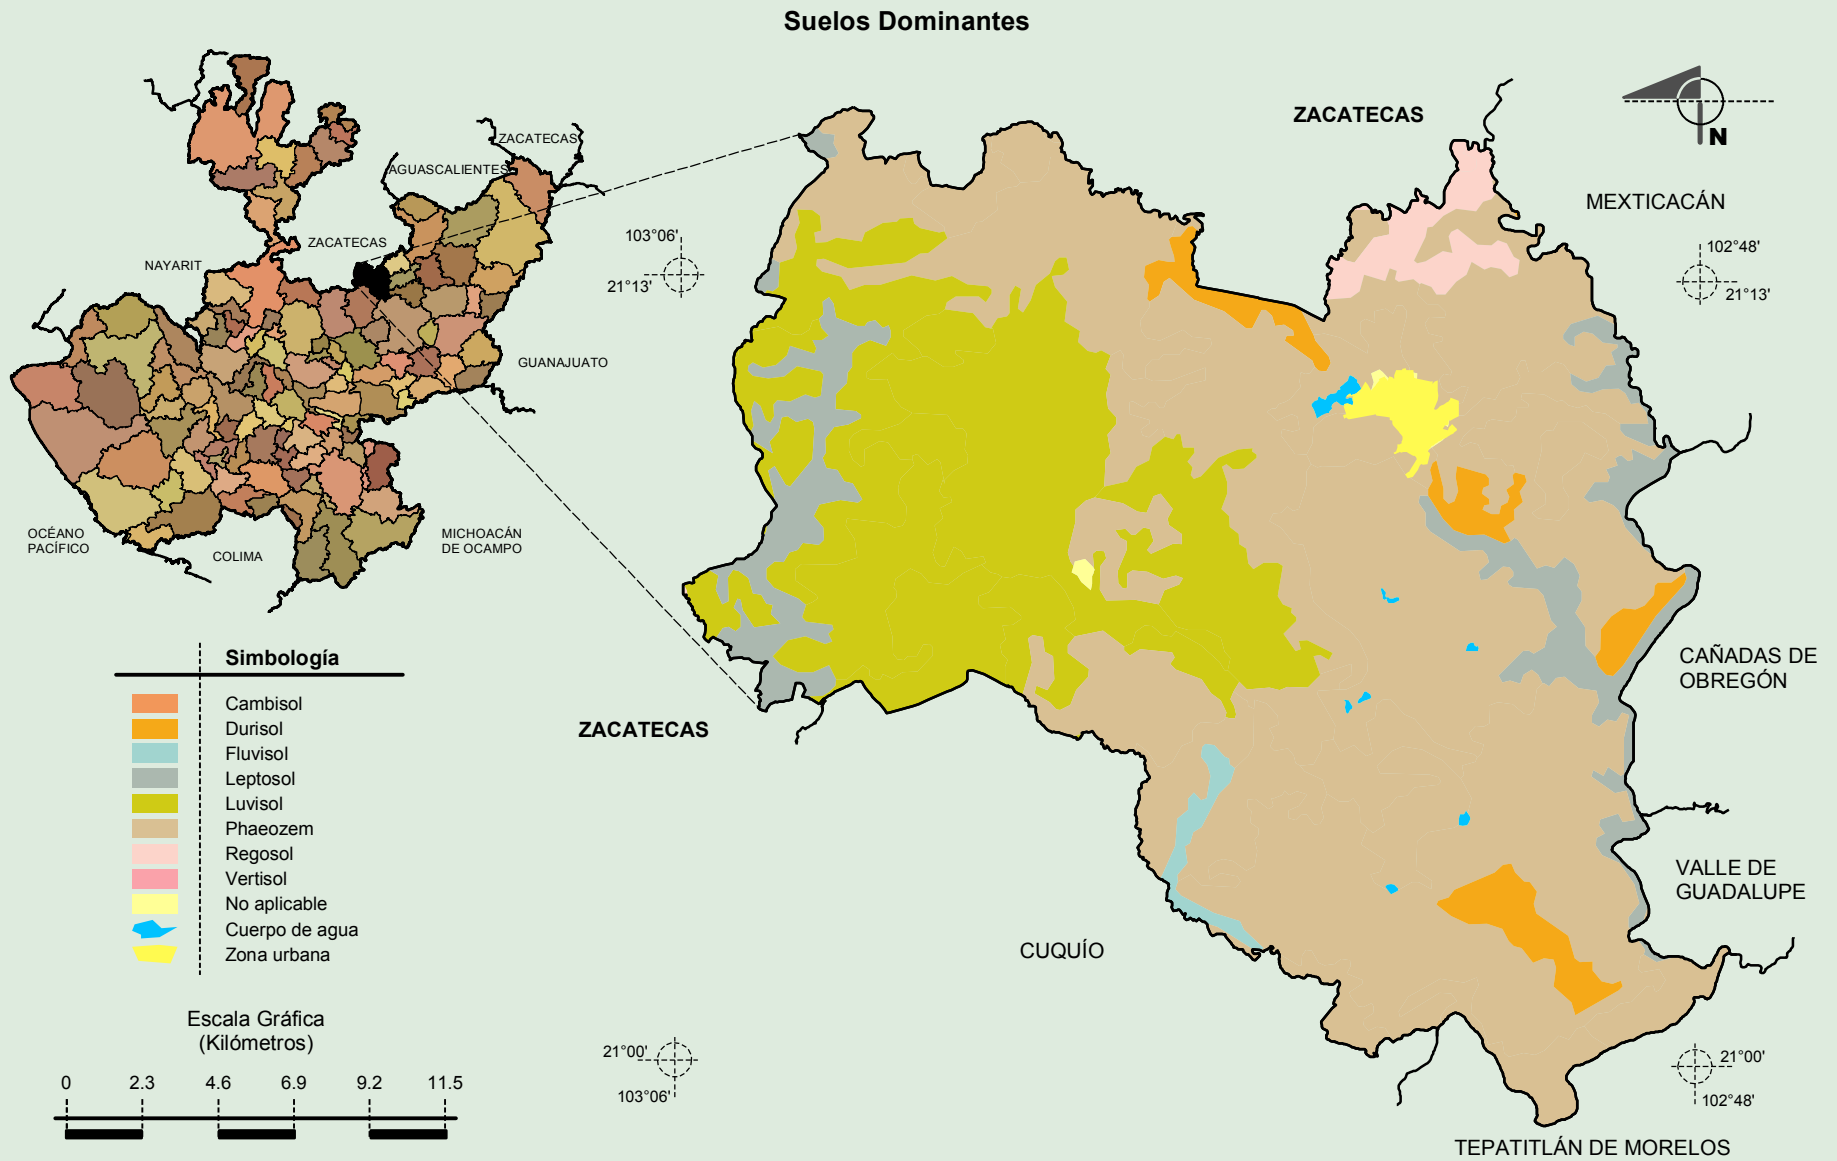 Suelos Dominantes
ZACATECAS
AGUASCALIENTES
ZACATECAS
NAYARIT
GUANAJUATO
OCÉANO
PACÍFICO
COLIMA
MICHOACÁN
DE OCAMPO
ZACATECAS
N
MEXTICACÁN
103°06'
21°13'
102°48'
21°13'
CAÑADAS DE
OBREGÓN
ZACATECAS
VALLE DE
GUADALUPE
CUQUÍO
21°00'
103°06'
21°00'
102°48'
TEPATITLÁN DE MORELOS
Simbología
Cambisol
Durisol
Fluvisol
Leptosol
Luvisol
Phaeozem
Regosol
Vertisol
No aplicable
Cuerpo de agua
Zona urbana
Escala Gráfica
(Kilómetros)
0 2.3 4.6 6.9 9.2 11.5